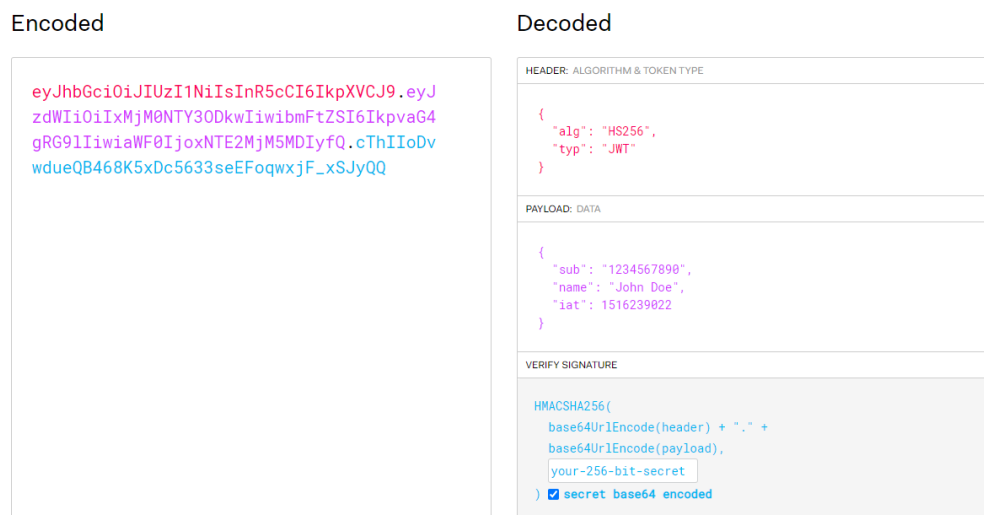 Encoded
eyJhbGciOiJIUzI1NiIsInR5cCI6IkpXVCJ9.eyJ
zdWIiOiIxMjM0NTY3ODkwIiwibmFtZSI6IkpvaG4
gRG9lIiwiaWF0IjoxNTE2MjM5MDIyfQ.cThIIoDv
wdueQB468K5xDc5633seEFoqwxjF_xSJyQQ
Decoded
HEADER: ALGORITHM & TOKEN TYPE
{
"alg": "HS256",
"typ": "JWT"
}
PAYLOAD: DATA
{
"sub": "1234567890",
"name": "John Doe",
"iat": 1516239022
}
VERIFY SIGNATURE
HMACSHA256(
base64UrlEncode(header) + "." +
base64UrlEncode(payload),
your-256-bit-secret
) secret base64 encoded